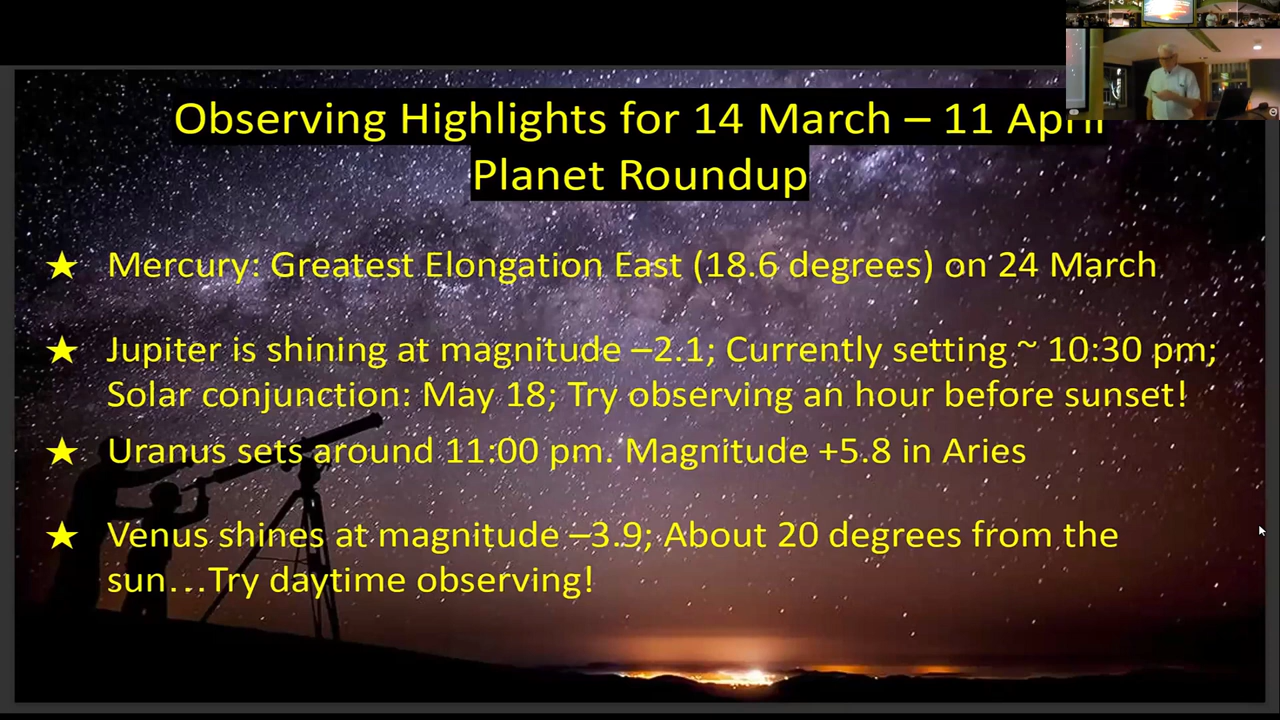 Observing Highlights for 14 March – 11 April
Planet Roundup
★ Mercury: Greatest Elongation East (18.6 degrees) on 24 March
★ Jupiter is shining at magnitude –2.1; Currently setting ~ 10:30 pm;
Solar conjunction: May 18; Try observing an hour before sunset!
★ Uranus sets around 11:00 pm. Magnitude +5.8 in Aries
★ Venus shines at magnitude –3.9; About 20 degrees from the
sun…Try daytime observing!